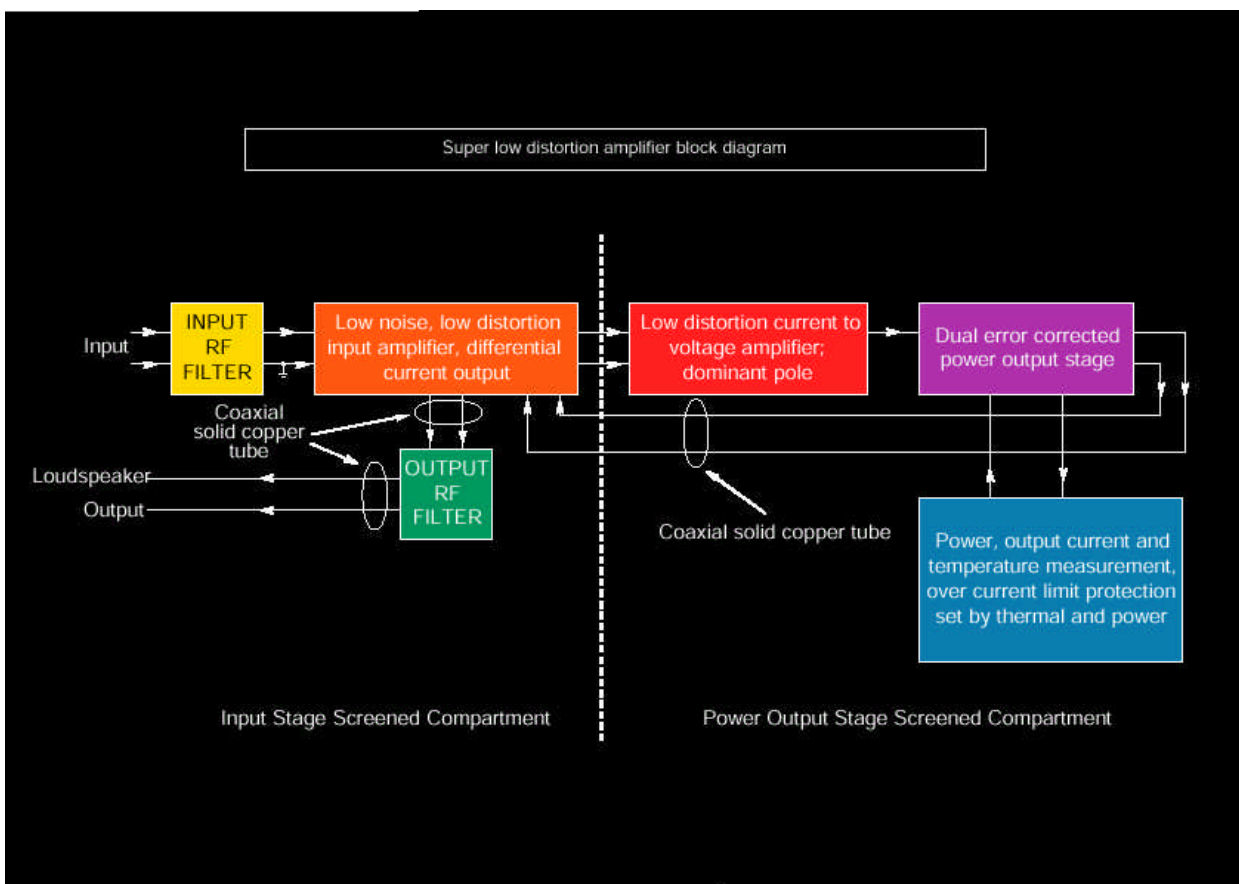 Super low distortion amplifier block diagram
Input
INPUT
RF
FILTER
Low noise, low distortion
input amplifier, differential
current output
Low distortion current to
voltage amplifier;
dominant pole
Dual error corrected
power output stage
Coaxial
solid copper
tube
Loudspeaker
Output
OUTPUT
RF
FILTER
Coaxial solid copper tube
Power, output current and
temperature measurement,
over current limit protection
set by thermal and power
Input Stage Screened Compartment
Power Output Stage Screened Compartment